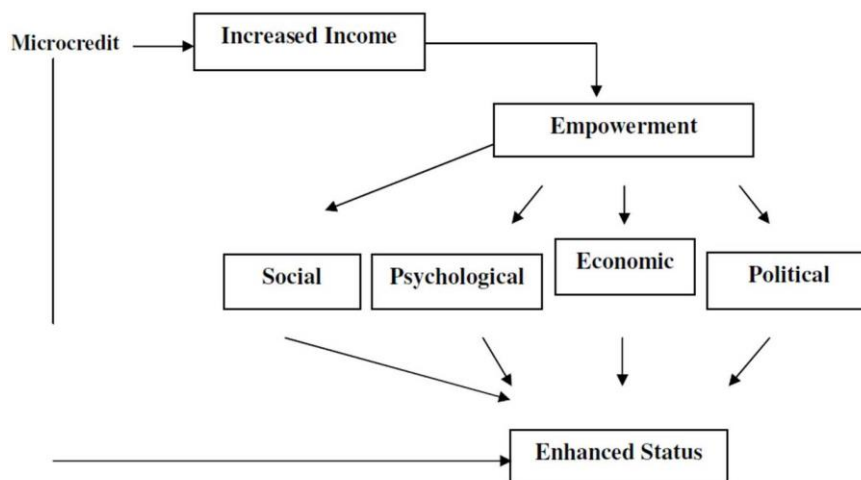 Microcredit
Increased Income
Empowerment
Social
Psychological
Economic
Political
Enhanced Status